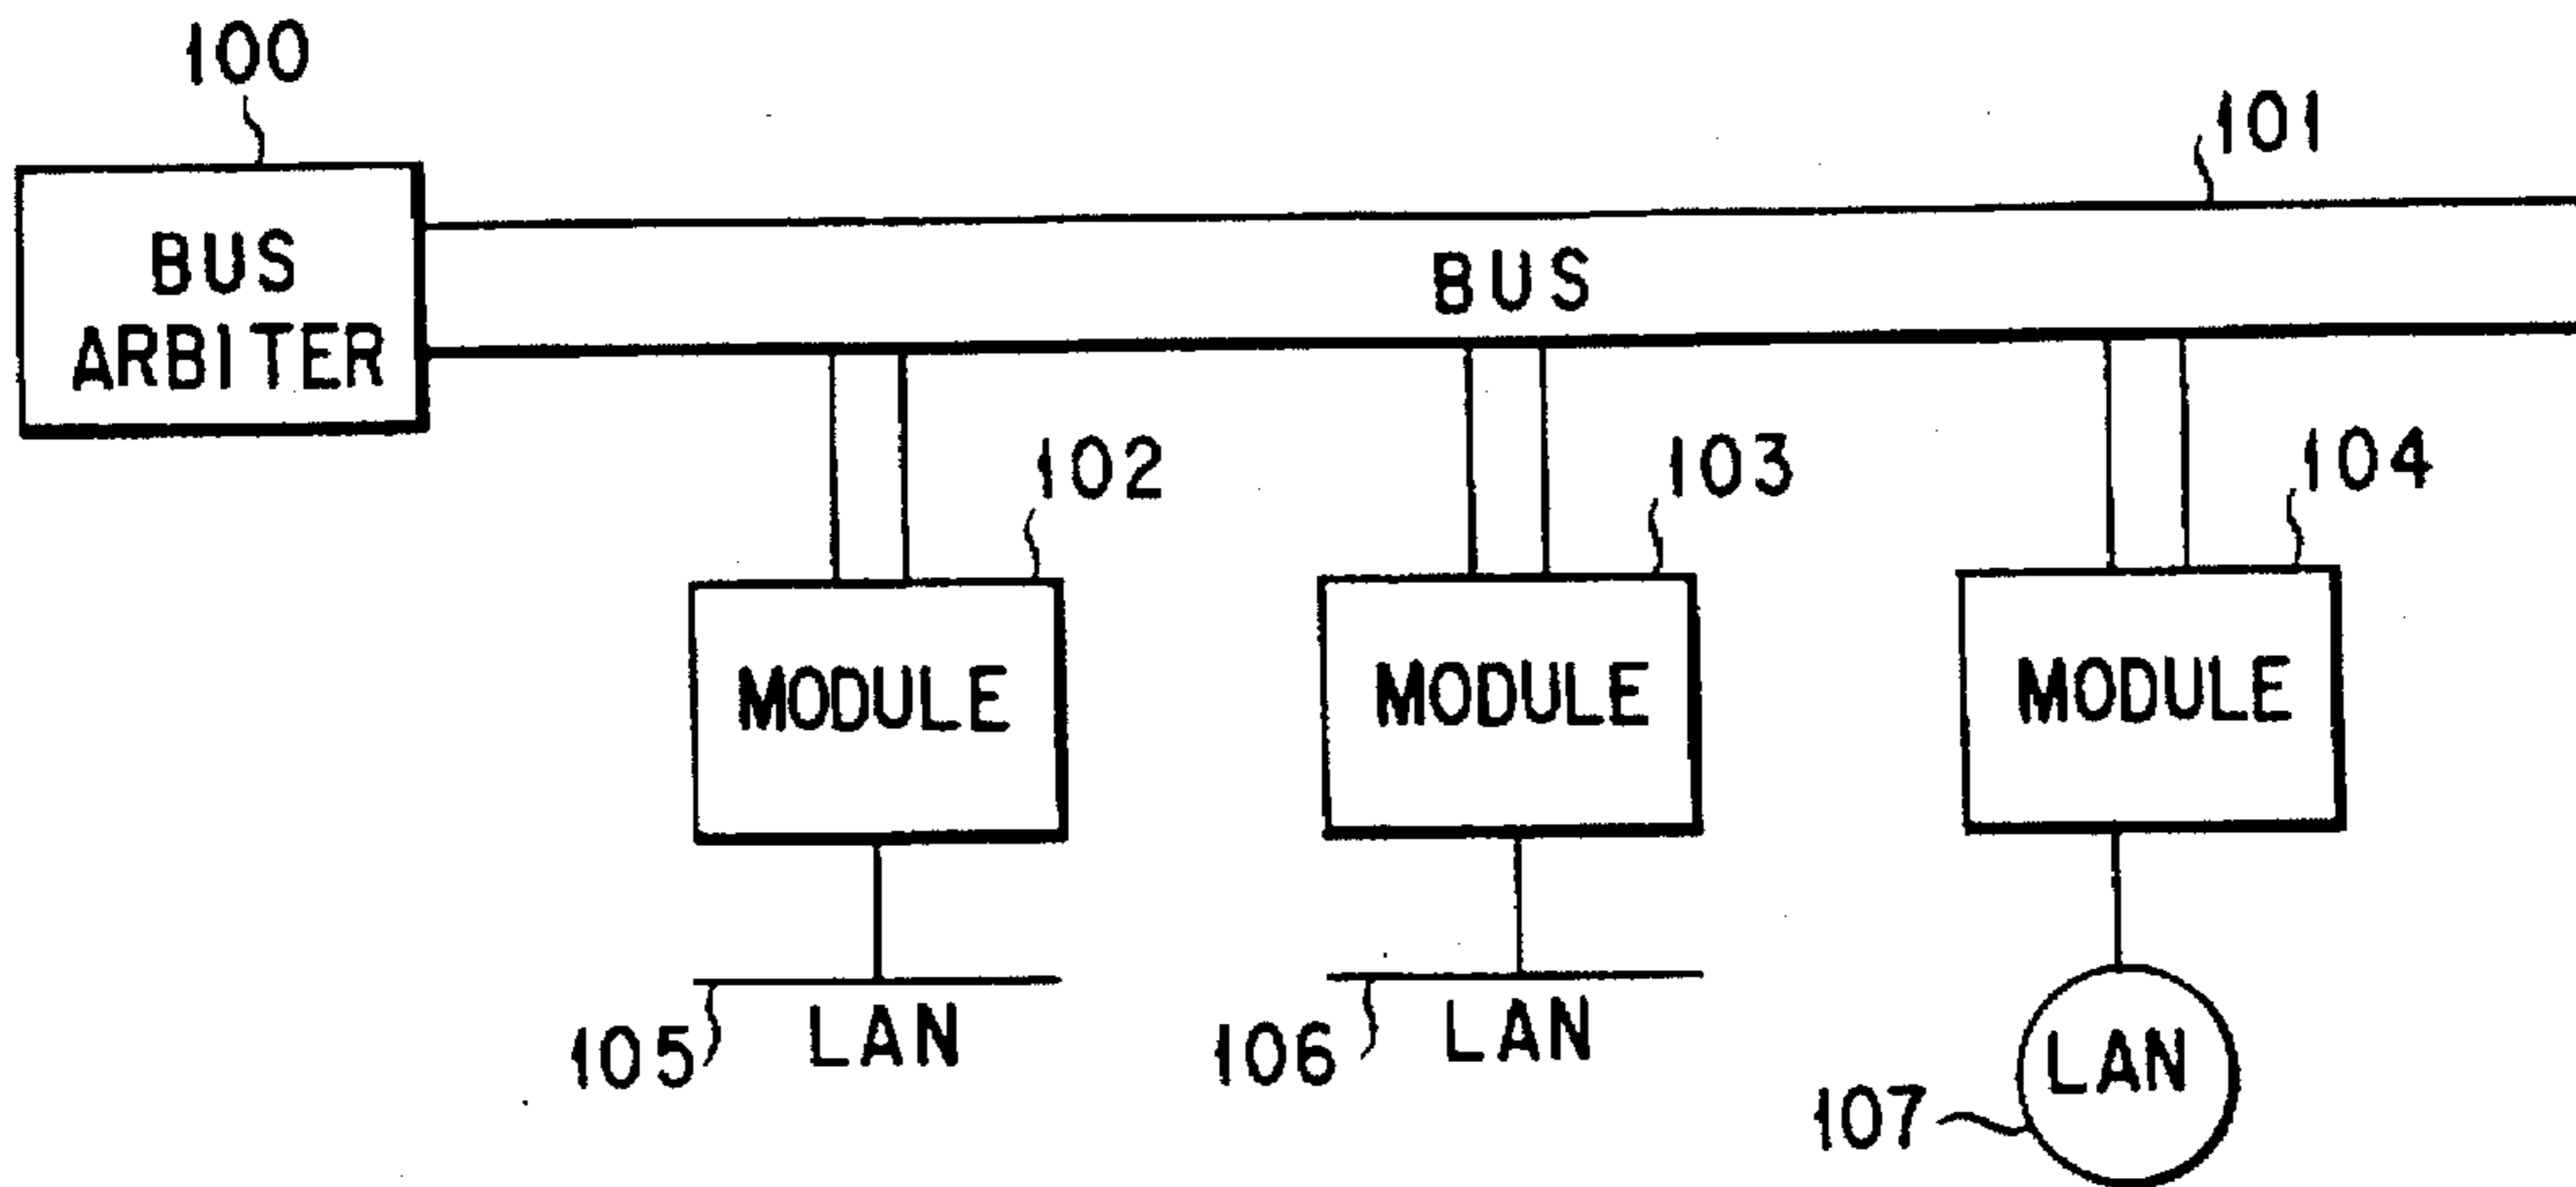 100
101
BUS
ARBITER
BUS
102
103
104
MODULE
MODULE
MODULE
105
LAN
106
LAN
107
LAN